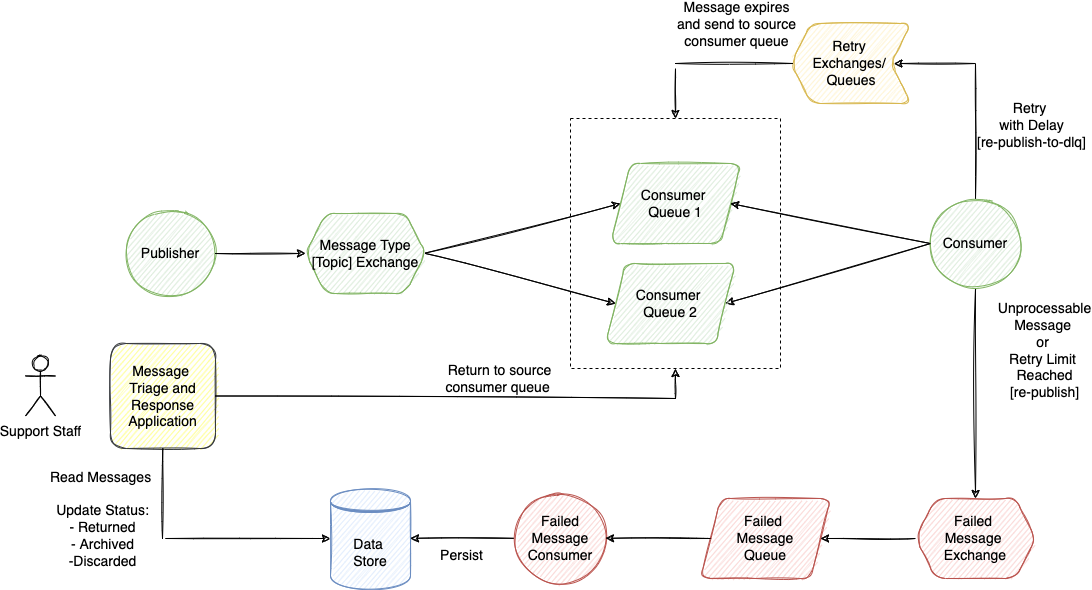 Message expires
and send to source
consumer queue
Retry
Exchanges/
Queues
Retry
with Delay
[re-publish-to-dlq]
Consumer
Queue 1
Publisher
Message Type
[Topic] Exchange
Consumer
Consumer
Queue 2
Unprocessable
Message
or
Retry Limit
Reached
[re-publish]
Message
Triage and
Response
Application
Return to source
consumer queue
Support Staff
Read Messages
Update Status:
- Returned
- Archived
-Discarded
Data
Store
Persist
Failed
Message
Consumer
Failed
Message
Queue
Failed
Message
Exchange